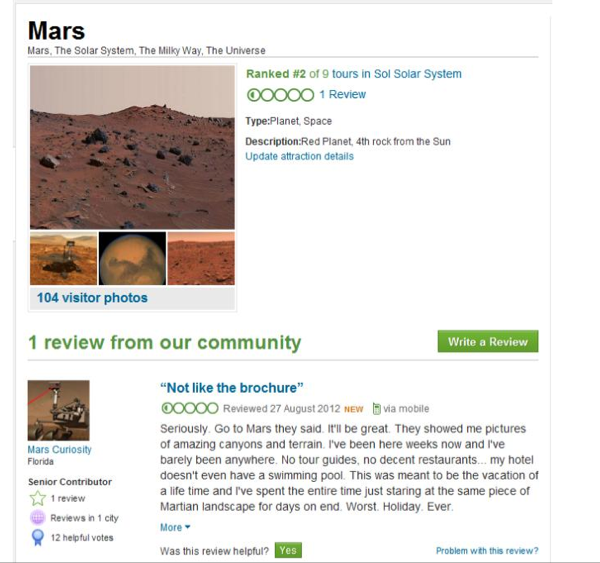 Mars
Mars, The Solar System, The Milky Way, The Universe
Ranked #2 of 9 tours in Sol Solar System
1 Review
Type:Planet, Space
Description:Red Planet, 4th rock from the Sun
Update attraction details
104 visitor photos
1 review from our community
Write a Review
“Not like the brochure”
Reviewed 27 August 2012 NEW via mobile
Seriously. Go to Mars they said. It'll be great. They showed me pictures
of amazing canyons and terrain. I've been here weeks now and I've
barely been anywhere. No tour guides, no decent restaurants... my hotel
doesn't even have a swimming pool. This was meant to be the vacation of
a life time and I've spent the entire time just staring at the same piece of
Martian landscape for days on end. Worst. Holiday. Ever.
More
Was this review helpful? Yes
Problem with this review?
Mars Curiosity
Florida
Senior Contributor
1 review
Reviews in 1 city
12 helpful votes